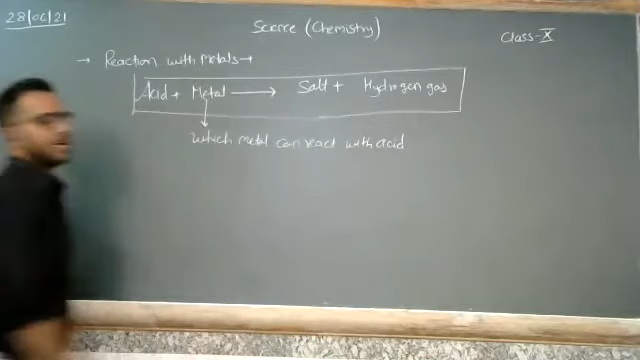 28/06/21
Science (Chemistry)
Class-X
→ Reaction with Metals →
Acid + Metal → Salt + Hydrogen gas
which metal can react with acid